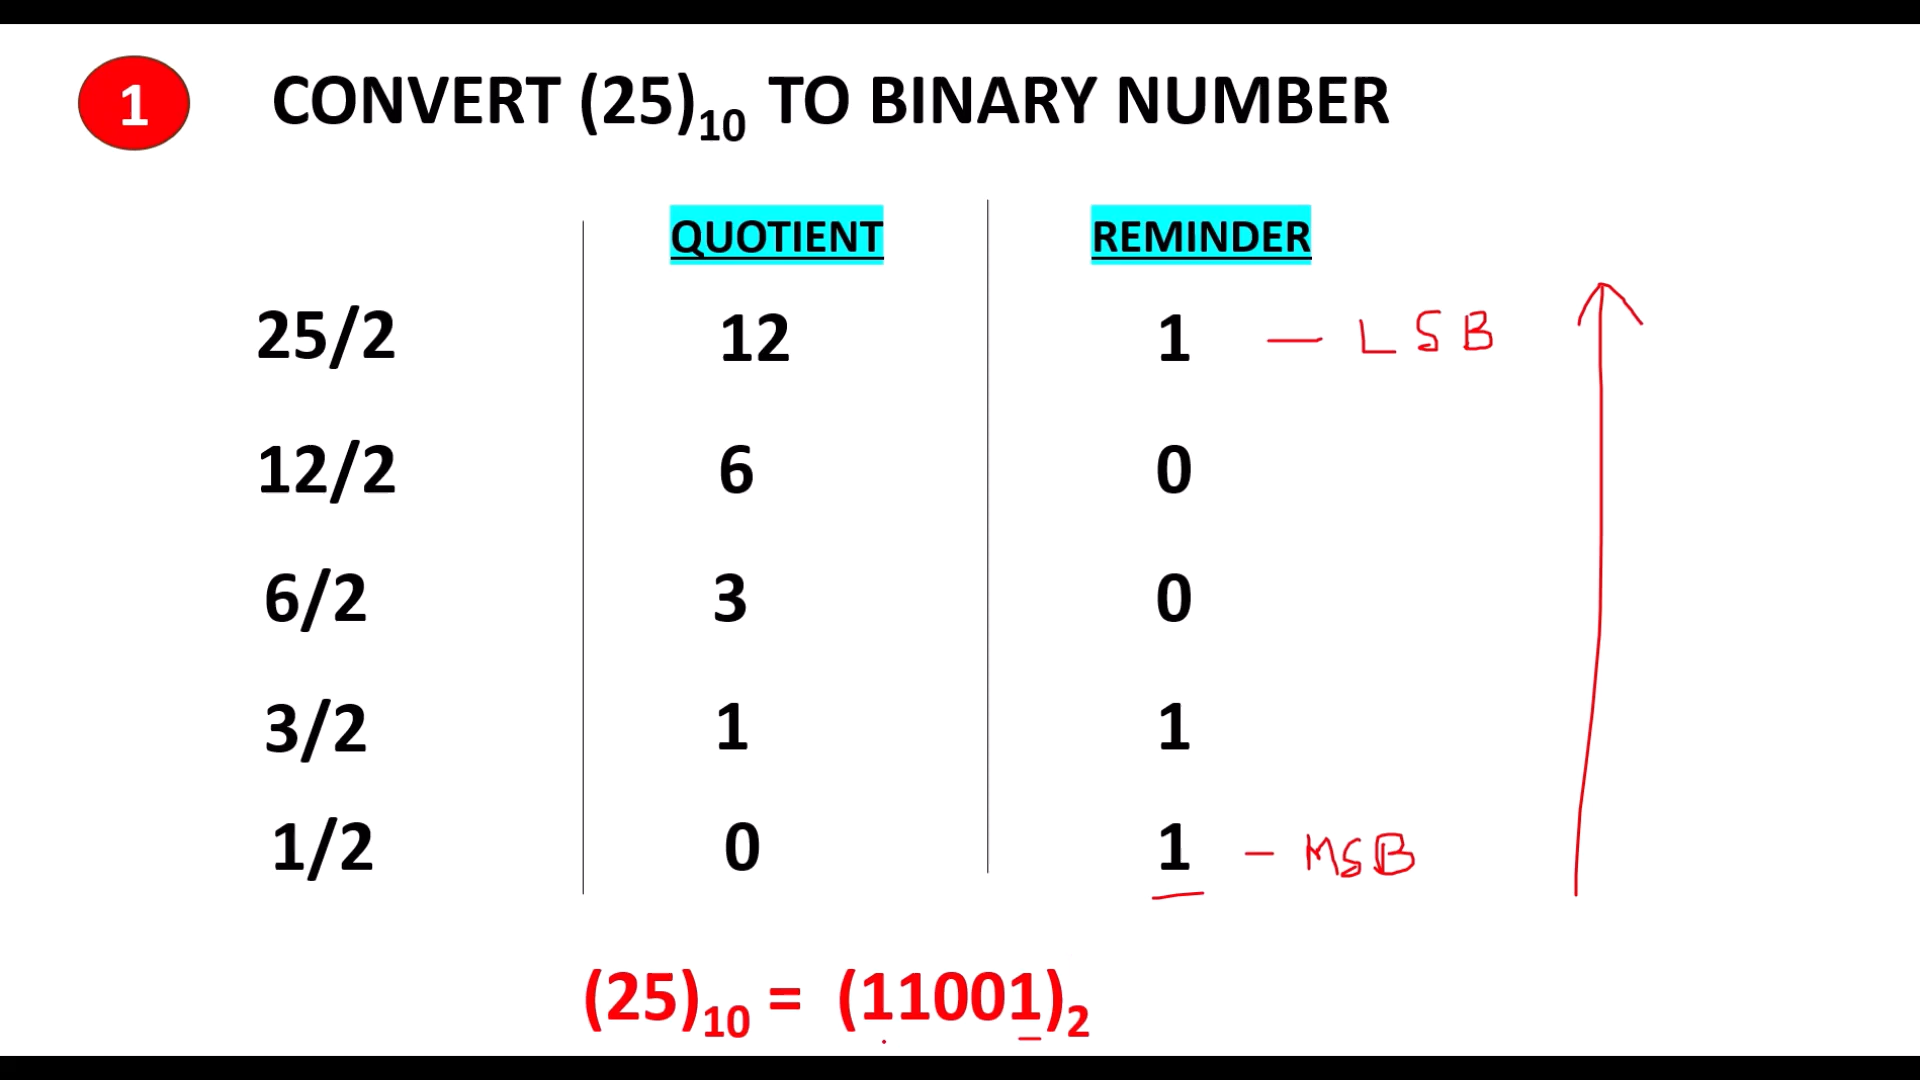 1 CONVERT (25)10 TO BINARY NUMBER
QUOTIENT REMINDER
25/2 12 1 — LSB
12/2 6 0
6/2 3 0
3/2 1 1
1/2 0 1 – MSB
(25)10 = (11001)2